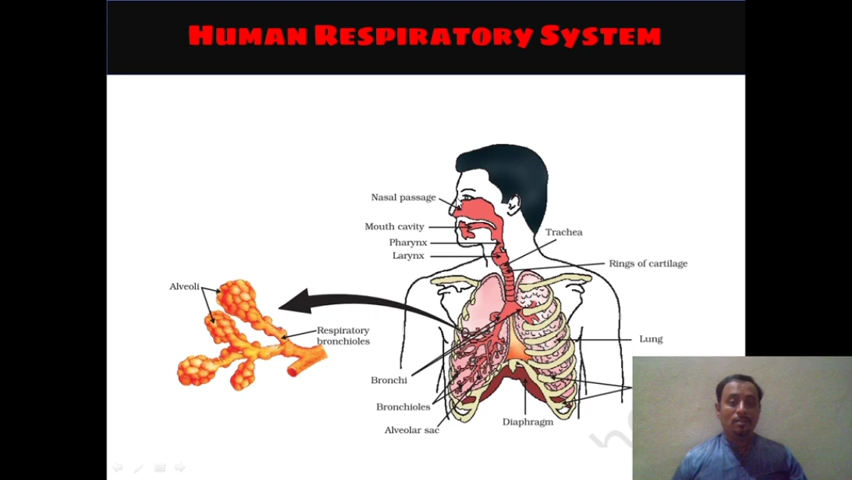 HUMAN RESPIRATORY SYSTEM
Nasal passage
Mouth cavity
Pharynx
Larynx
Trachea
Rings of cartilage
Alveoli
Respiratory
bronchioles
Lung
Bronchi
Bronchioles
Alveolar sac
Diaphragm